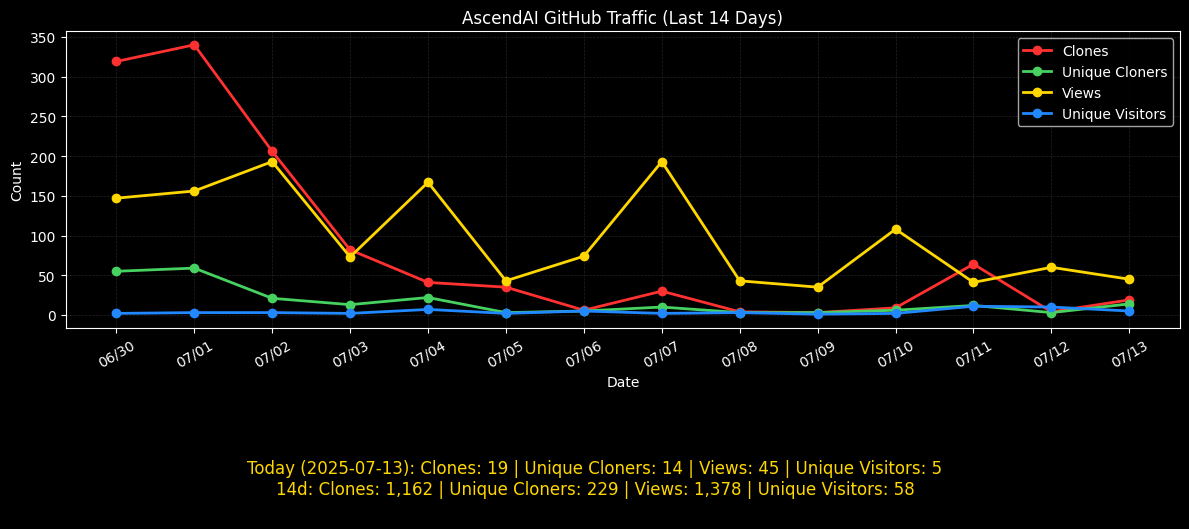 AscendAI GitHub Traffic (Last 14 Days)
350
300
250
200
150
100
50
0
Count
Clones
Unique Cloners
Views
Unique Visitors
06/30
07/01
07/02
07/03
07/04
07/05
07/06
07/07
07/08
07/09
07/10
07/11
07/12
07/13
Date
Today (2025-07-13): Clones: 19 | Unique Cloners: 14 | Views: 45 | Unique Visitors: 5
14d: Clones: 1,162 | Unique Cloners: 229 | Views: 1,378 | Unique Visitors: 58